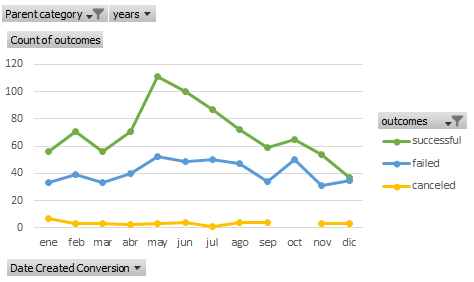 Parent category years
Count of outcomes
120
100
80
60
40
20
0
ene feb mar abr may jun jul ago sep oct nov dic
outcomes
successful
failed
canceled
Date Created Conversion